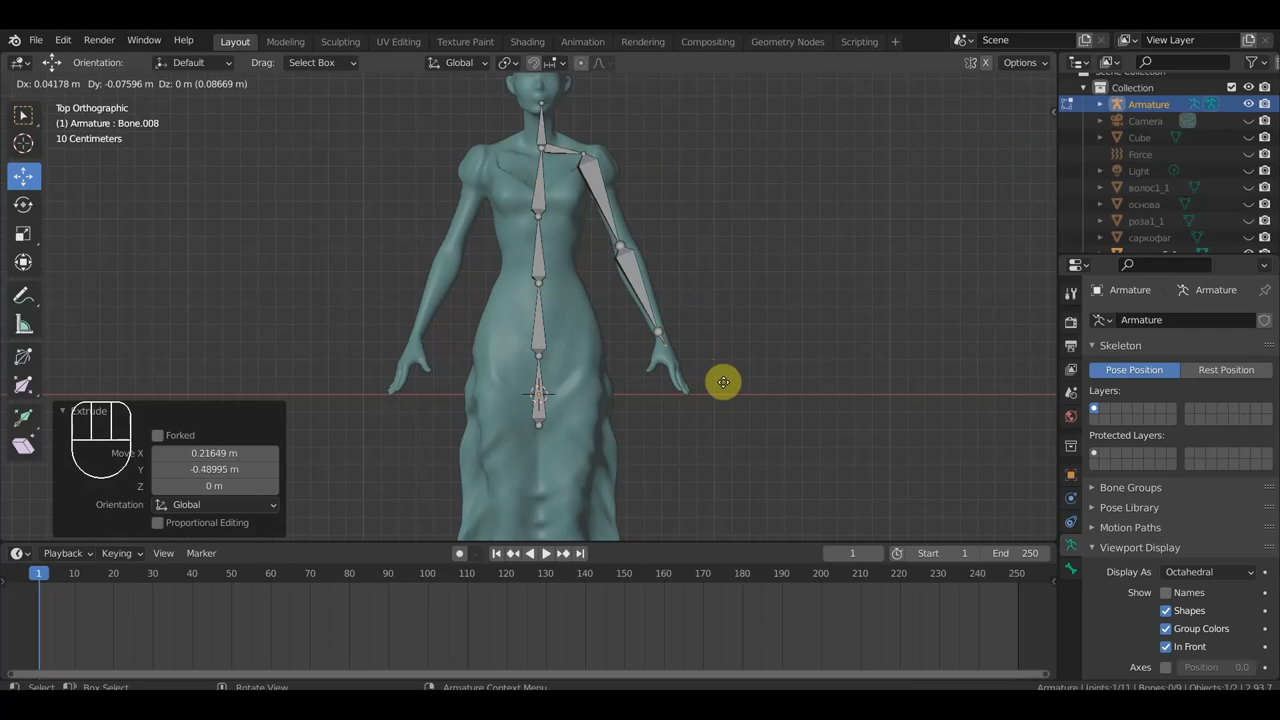 File Edit Render Window Help Layout Modeling Sculpting UV Editing Texture Paint Shading Animation Rendering Compositing Geometry Nodes Scripting + Scene View Layer
Orientation: Default Drag: Select Box Global X Options
Dx: 0.04178 m Dy: -0.07596 m Dz: 0 m (0.08669 m)
Top Orthographic
(1) Armature : Bone.008
10 Centimeters
Collection
Armature
Camera
Cube
Force
Light
волос1_1
основа
роза1_1
саркофаг
Armature Armature
Armature
Skeleton
Pose Position Rest Position
Layers:
Protected Layers:
Bone Groups
Pose Library
Motion Paths
Viewport Display
Display As Octahedral
Show Names
Shapes
Group Colors
In Front
Axes Position 0.0
Extrude
Forked
Move X 0.21649 m
Y -0.48995 m
Z 0 m
Orientation Global
Proportional Editing
Playback Keying View Marker 1 Start 1 End 250
1 10 20 30 40 50 60 70 80 90 100 110 120 130 140 150 160 170 180 190 200 210 220 230 240 250
Select Box Select Rotate View Armature Context Menu